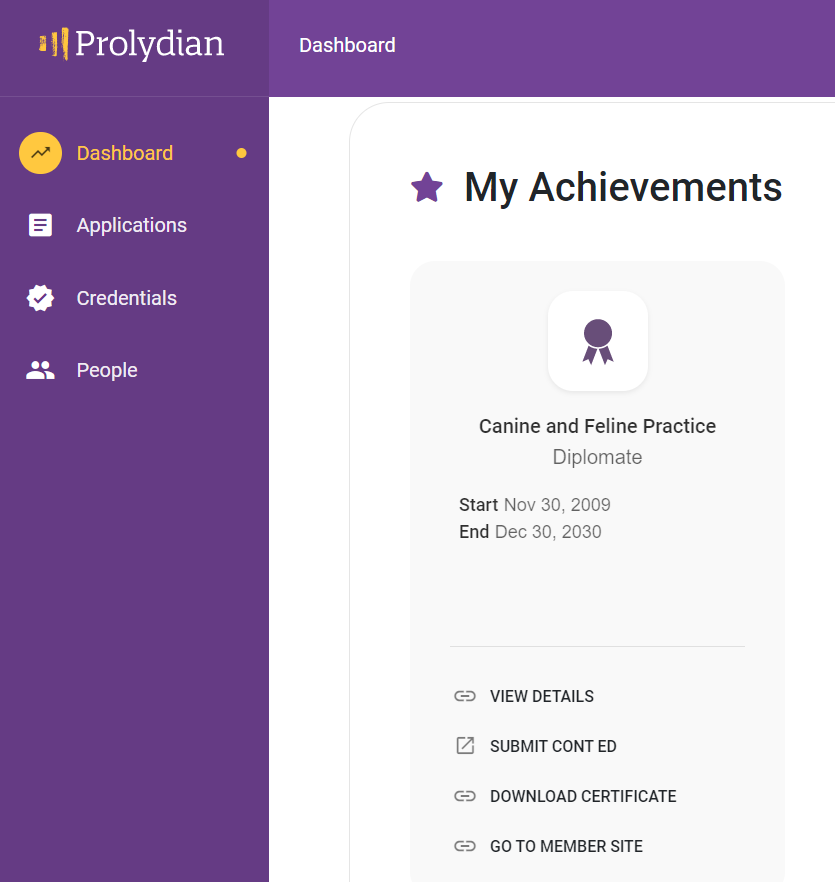 Prolydian
Dashboard
Dashboard
Applications
Credentials
People
My Achievements
Canine and Feline Practice
Diplomate
Start Nov 30, 2009
End Dec 30, 2030
VIEW DETAILS
SUBMIT CONT ED
DOWNLOAD CERTIFICATE
GO TO MEMBER SITE